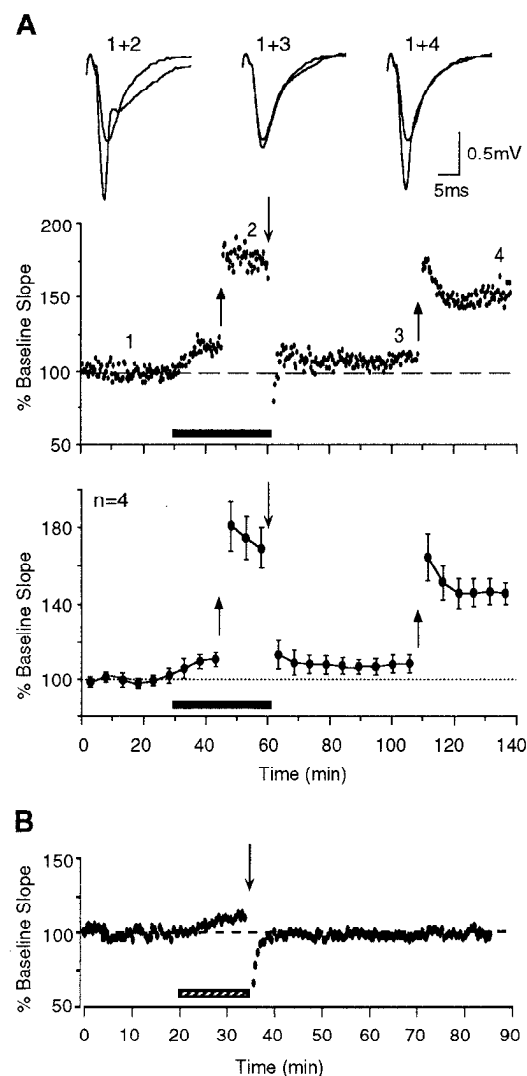 A
1+2 1+3 1+4
0.5mV
5ms
% Baseline Slope
200
150
100
50
1
2
3
4
n=4
% Baseline Slope
180
140
100
0 20 40 60 80 100 120 140
Time (min)
B
% Baseline Slope
150
100
50
0 10 20 30 40 50 60 70 80 90
Time (min)